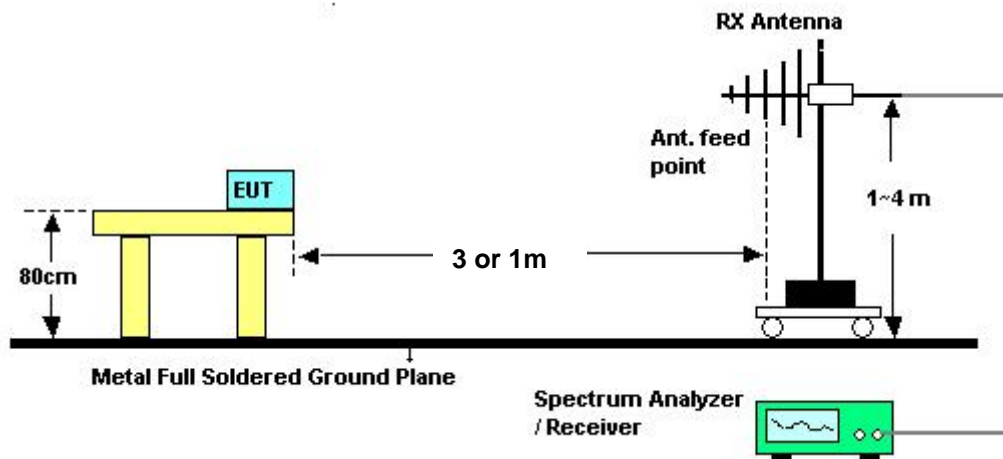 RX Antenna
Ant. feed
point
EUT
1~4 m
3 or 1m
80cm
Metal Full Soldered Ground Plane
Spectrum Analyzer
/ Receiver